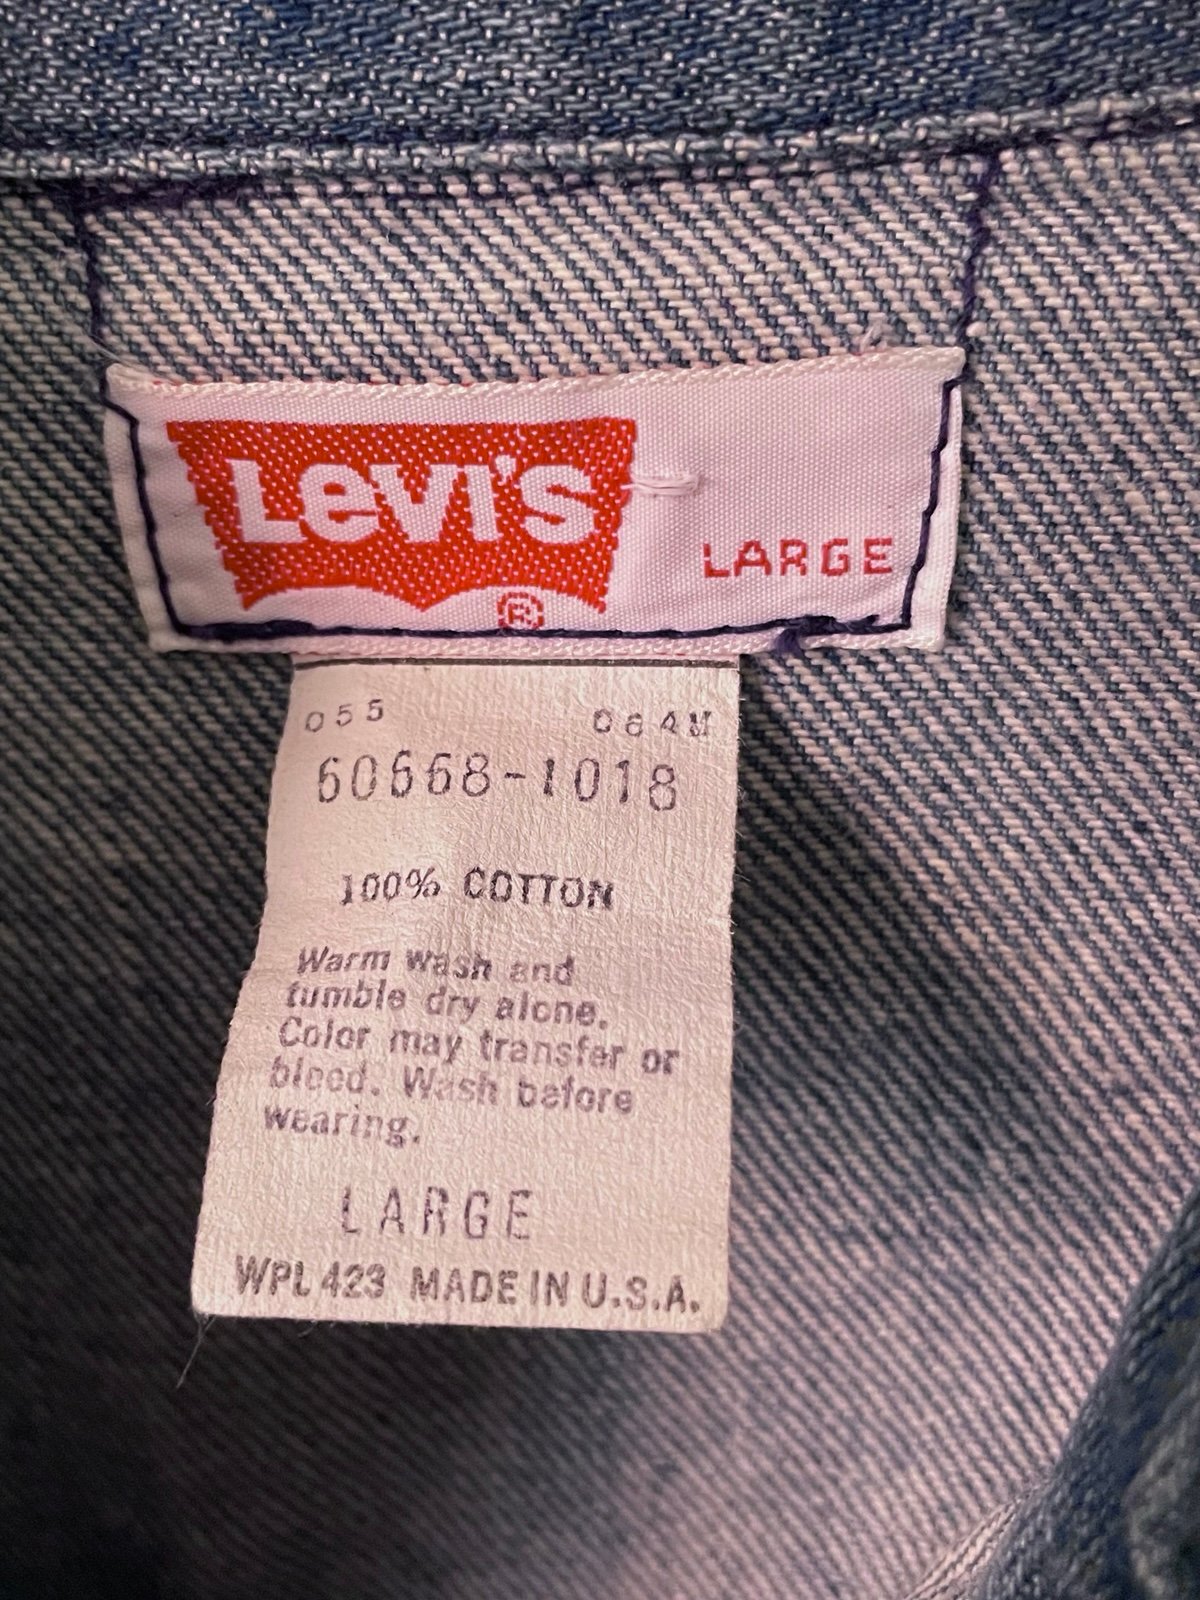 Levi's
®
LARGE
055
60668-1018
100% COTTON
Warm wash and
tumble dry alone.
Color may transfer or
bleed. Wash before
wearing.
LARGE
WPL 423 MADE IN U.S.A.